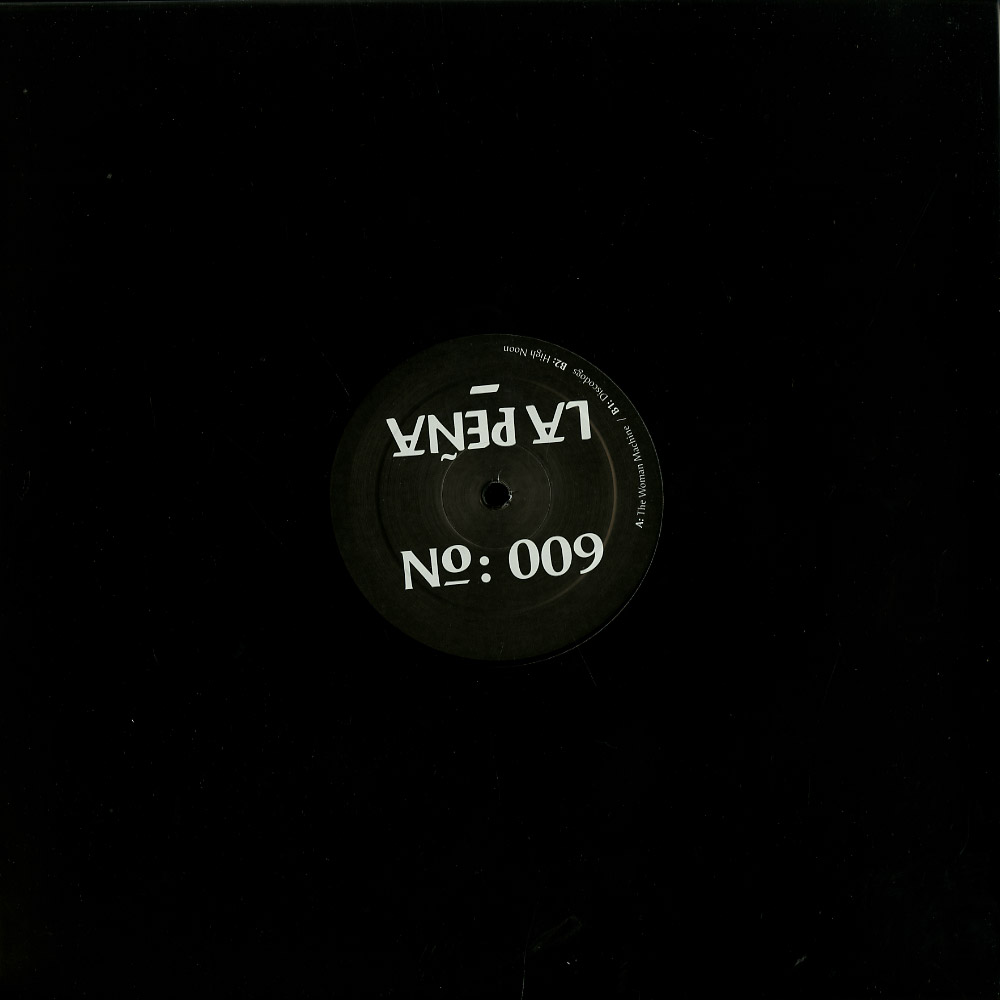 LA PEÑA
Nº: 009
A: The Woman Machine / B1: Discodogs B2: High Noon